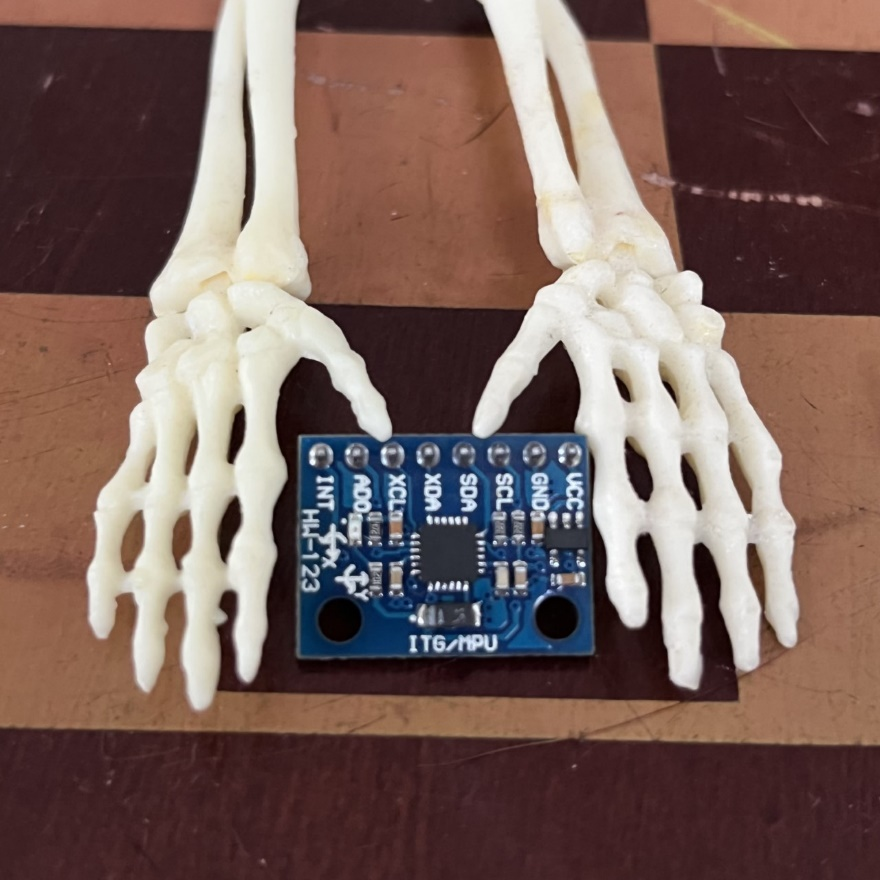 INT
AD0
XCL
XDA
SDA
SCL
GND
VCC
HW-123
X
Y
ITG/MPU